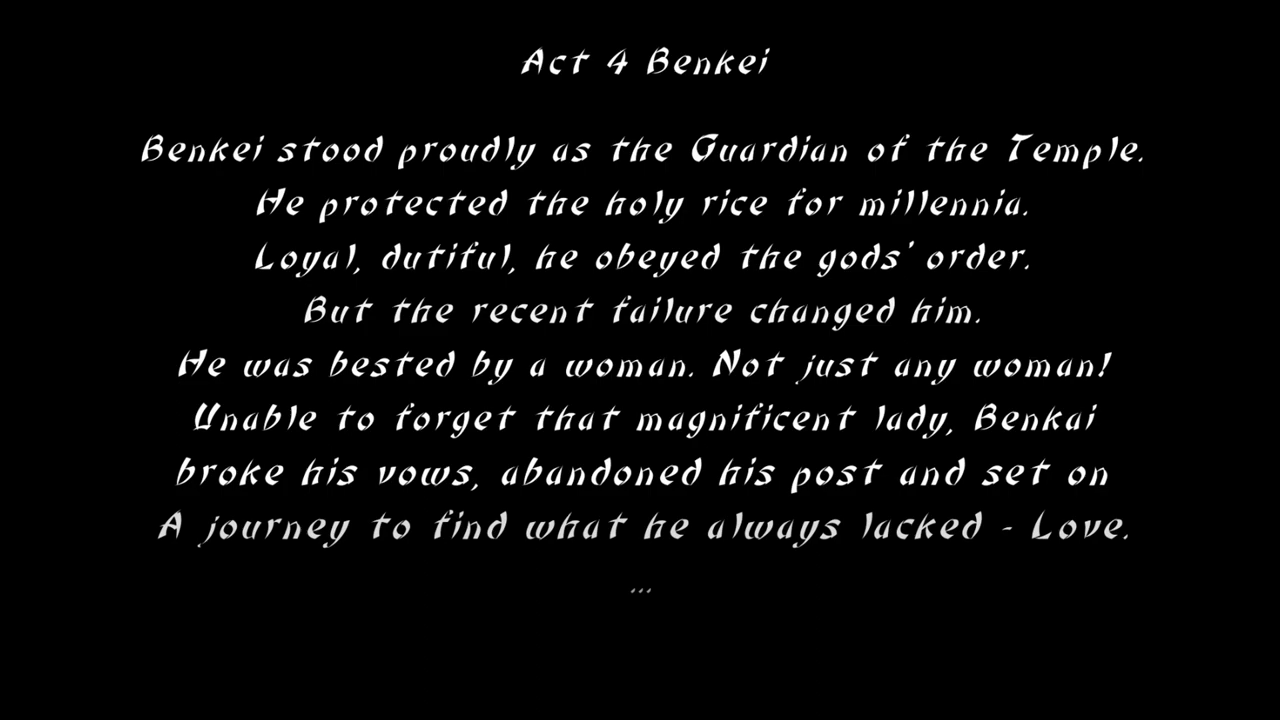 Act 4 Benkei
Benkei stood proudly as the Guardian of the Temple.
He protected the holy rice for millennia.
Loyal, dutiful, he obeyed the gods' order.
But the recent failure changed him.
He was bested by a woman. Not just any woman!
Unable to forget that magnificent lady, Benkai
broke his vows, abandoned his post and set on
A journey to find what he always lacked - Love.
...